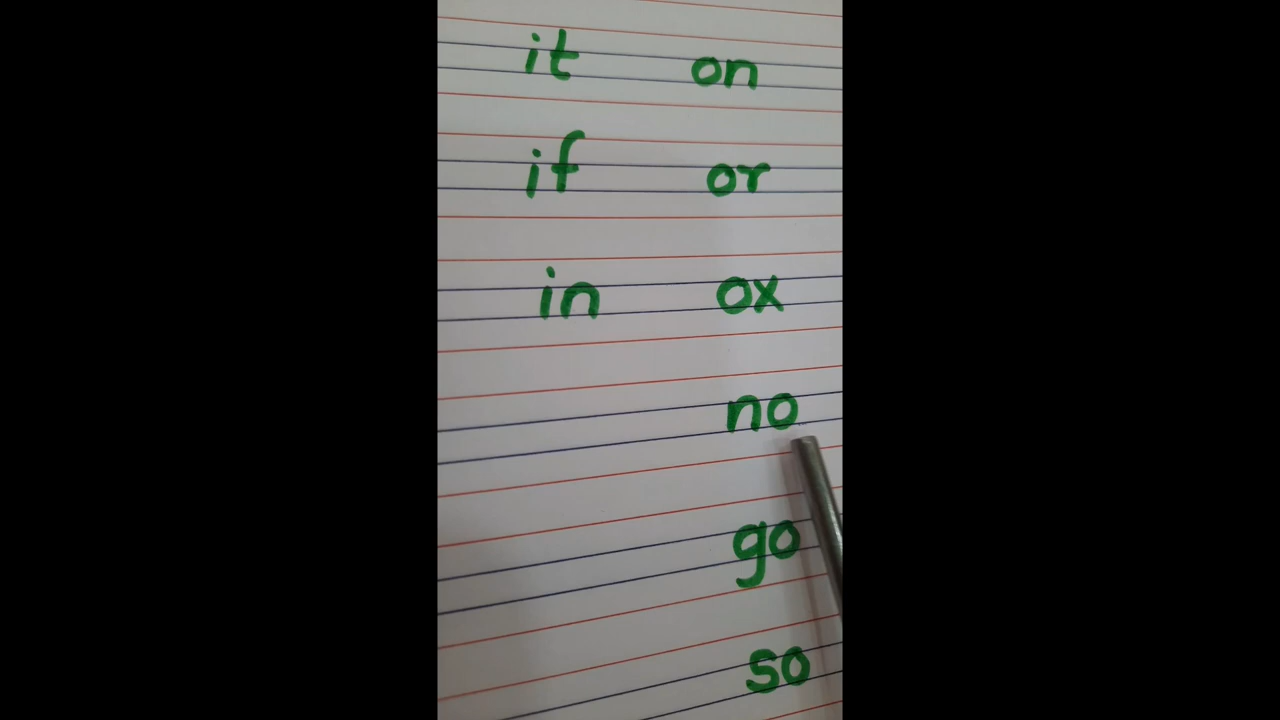 it on
if or
in ox
no
go
so